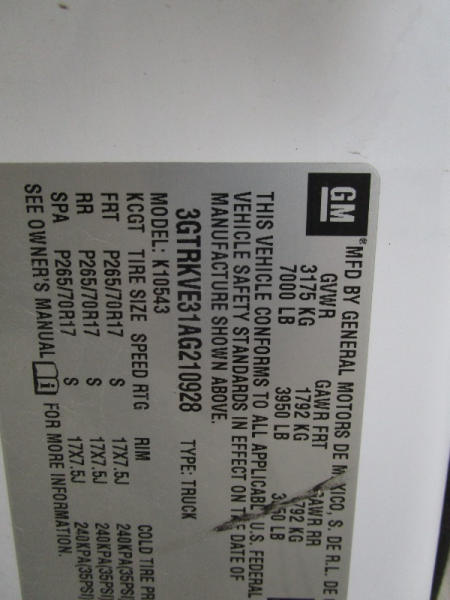 GM
® MFD BY GENERAL MOTORS DE M XICO, S. DE R.L. DE
GVWR GAWR FRT GAWR RR
3175 KG 1792 KG 1792 KG
7000 LB 3950 LB 3950 LB
THIS VEHICLE CONFORMS TO ALL APPLICABL U.S. FEDERAL
VEHICLE SAFETY STANDARDS IN EFFECT ON THE DATE OF
MANUFACTURE SHOWN ABOVE.
3GTRKVE31AG210928 TYPE: TRUCK
MODEL: K10543
KCGT TIRE SIZE SPEED RTG RIM COLD TIRE PR
FRT P265/70R17 S 17X7.5J 240KPA(35PSI)
RR P265/70R17 S 17X7.5J 240KPA(35PSI)
SPA P265/70R17 S 17X7.5J 240KPA(35PSI)
SEE OWNER'S MANUAL FOR MORE INFORMATION.